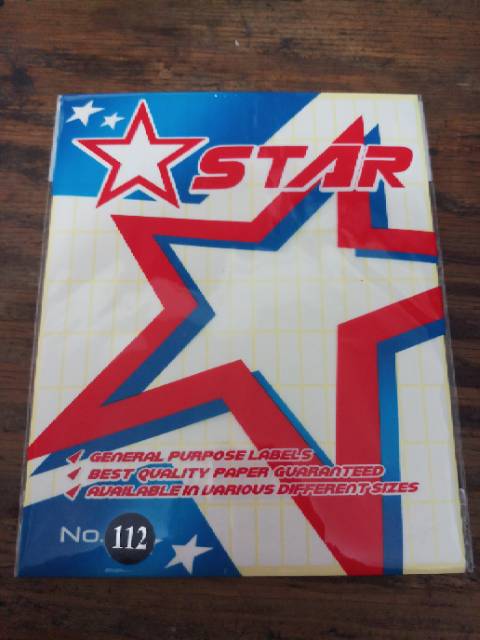 STAR
GENERAL PURPOSE LABELS
BEST QUALITY PAPER GUARANTEED
AVAILABLE IN VARIOUS DIFFERENT SIZES
No. 112